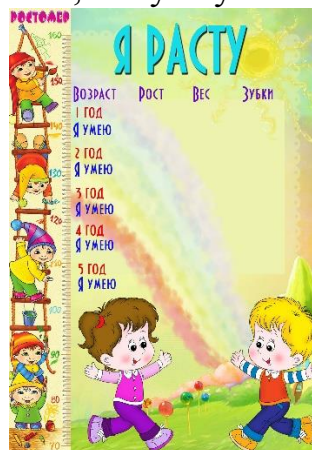 РОСТОМЕР
Я РАСТУ
ВОЗРАСТ РОСТ ВЕС ЗУБКИ
1 ГОД
Я УМЕЮ
2 ГОД
Я УМЕЮ
3 ГОД
Я УМЕЮ
4 ГОД
Я УМЕЮ
5 ГОД
Я УМЕЮ
160
150
140
130
120
110
100
90
80
70